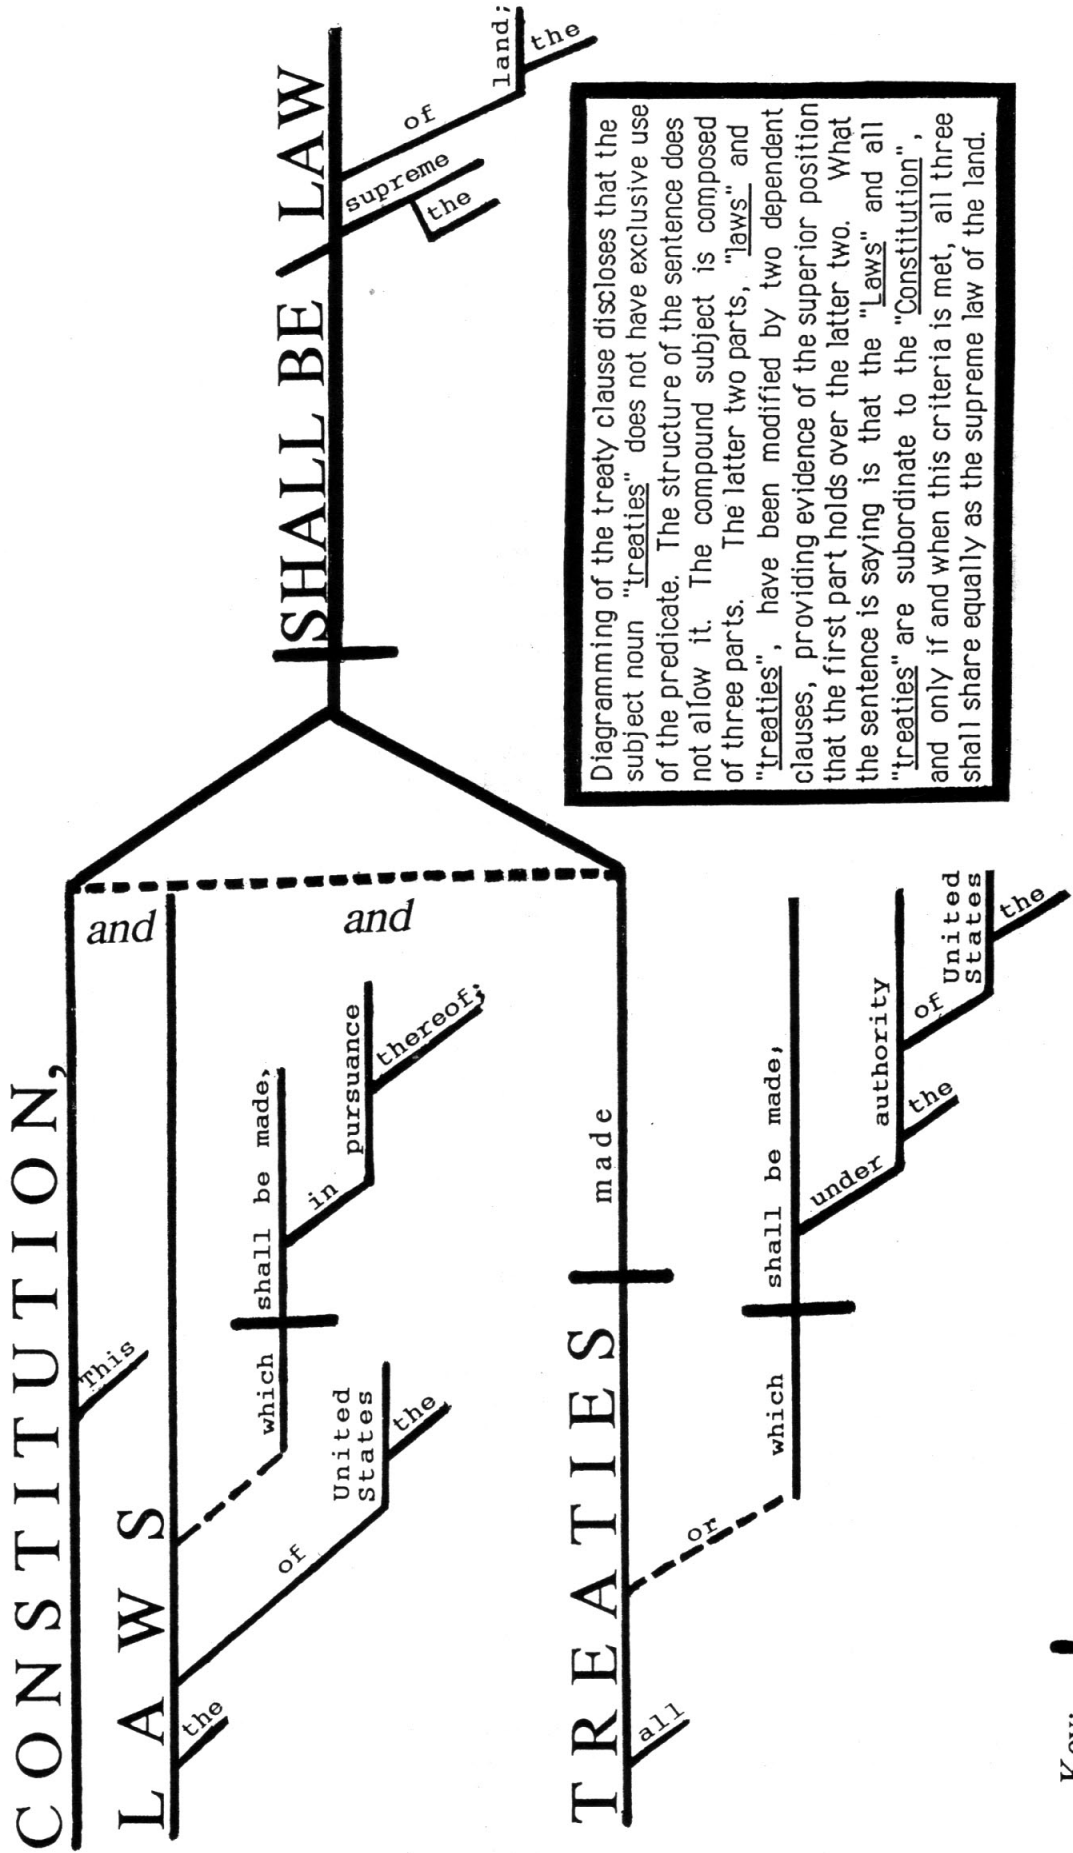 CONSTITUTION,
This
and
LAWS
the
of
United
States
the
which shall be made,
in
pursuance
thereof;
and
TREATIES made
all
or
which shall be made,
under
authority
the
of
United
States
the
SHALL BE LAW
supreme
the
of
land;
the
Diagramming of the treaty clause discloses that the
subject noun "treaties" does not have exclusive use
of the predicate. The structure of the sentence does
not allow it. The compound subject is composed
of three parts. The latter two parts, "laws" and
"treaties", have been modified by two dependent
clauses, providing evidence of the superior position
that the first part holds over the latter two. What
the sentence is saying is that the "Laws" and all
"treaties" are subordinate to the "Constitution",
and only if and when this criteria is met, all three
shall share equally as the supreme law of the land.